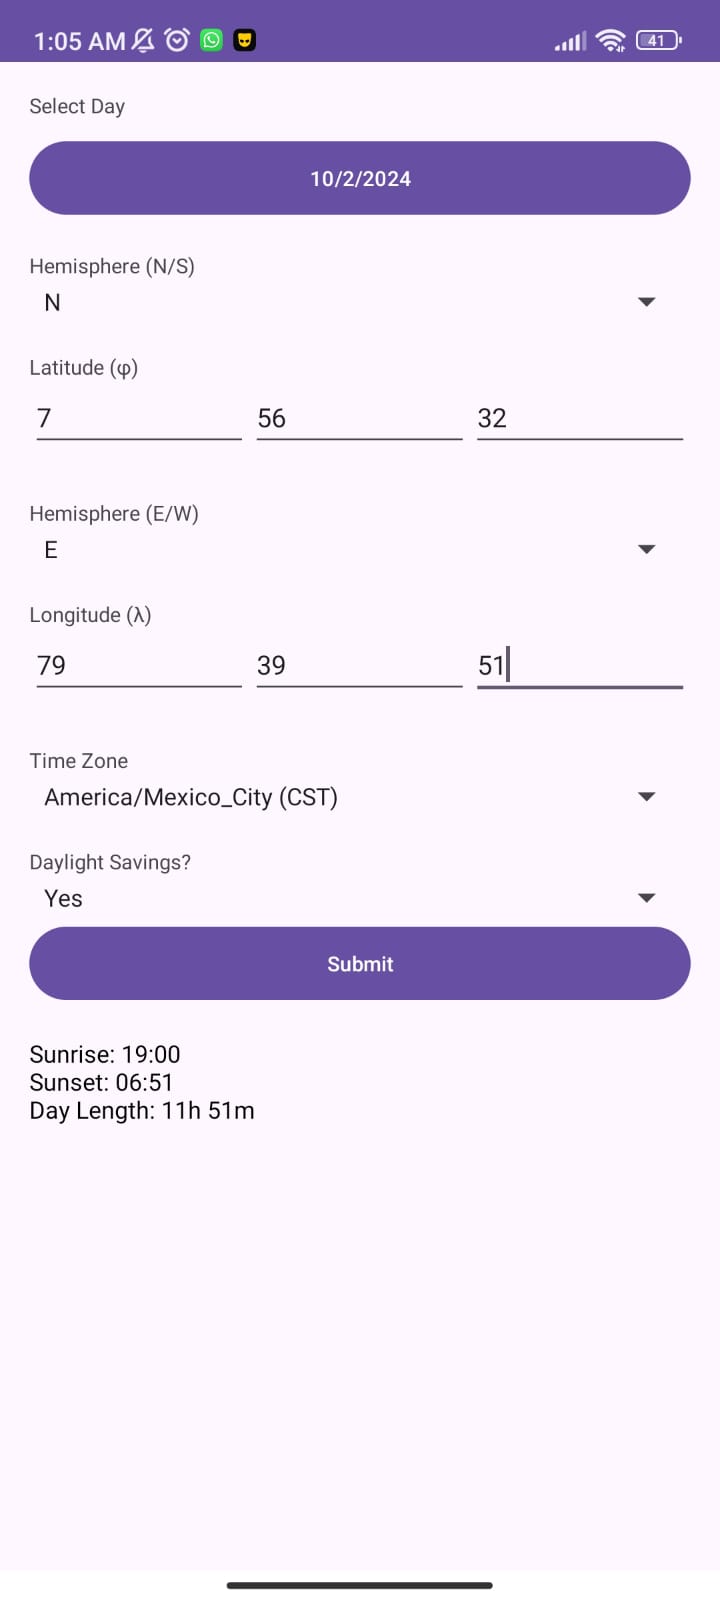 1:05 AM 41
Select Day
10/2/2024
Hemisphere (N/S)
N
Latitude (φ)
7 56 32
Hemisphere (E/W)
E
Longitude (λ)
79 39 51
Time Zone
America/Mexico_City (CST)
Daylight Savings?
Yes
Submit
Sunrise: 19:00
Sunset: 06:51
Day Length: 11h 51m